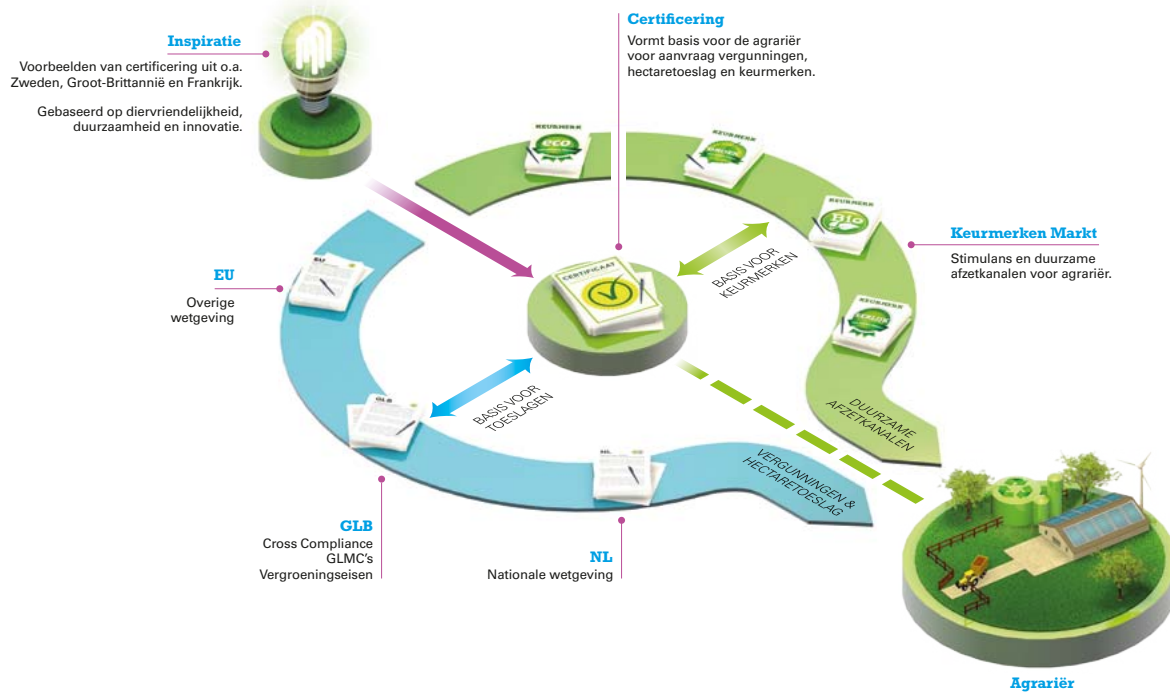 Inspiratie
Voorbeelden van certificering uit o.a.
Zweden, Groot-Brittannië en Frankrijk.
Gebaseerd op diervriendelijkheid,
duurzaamheid en innovatie.
Certificering
Vormt basis voor de agrariër
voor aanvraag vergunningen,
hectaretoeslag en keurmerken.
KEURMERK
eco
KEURMERK
KEURMERK
Bio
KEURMERK
Keurmerken Markt
Stimulans en duurzame
afzetkanalen voor agrariër.
EU
Overige
wetgeving
EU
CERTIFICAAT
BASIS VOOR
KEURMERKEN
BASIS VOOR
TOESLAGEN
GLB
NL
DUURZAME
AFZETKANALEN
VERGUNNINGEN &
HECTARETOESLAG
GLB
Cross Compliance
GLMC's
Vergroeningseisen
NL
Nationale wetgeving
Agrariër